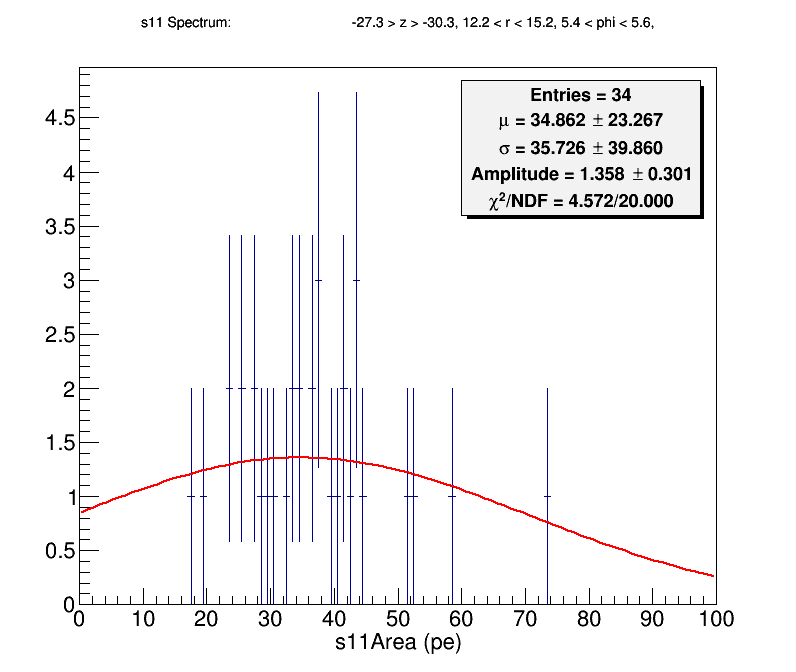 s11 Spectrum: -27.3 > z > -30.3, 12.2 < r < 15.2, 5.4 < phi < 5.6,
Entries = 34
μ = 34.862 ± 23.267
σ = 35.726 ± 39.860
Amplitude = 1.358 ± 0.301
χ²/NDF = 4.572/20.000
4.5
4
3.5
3
2.5
2
1.5
1
0.5
0
0 10 20 30 40 50 60 70 80 90 100
s11Area (pe)